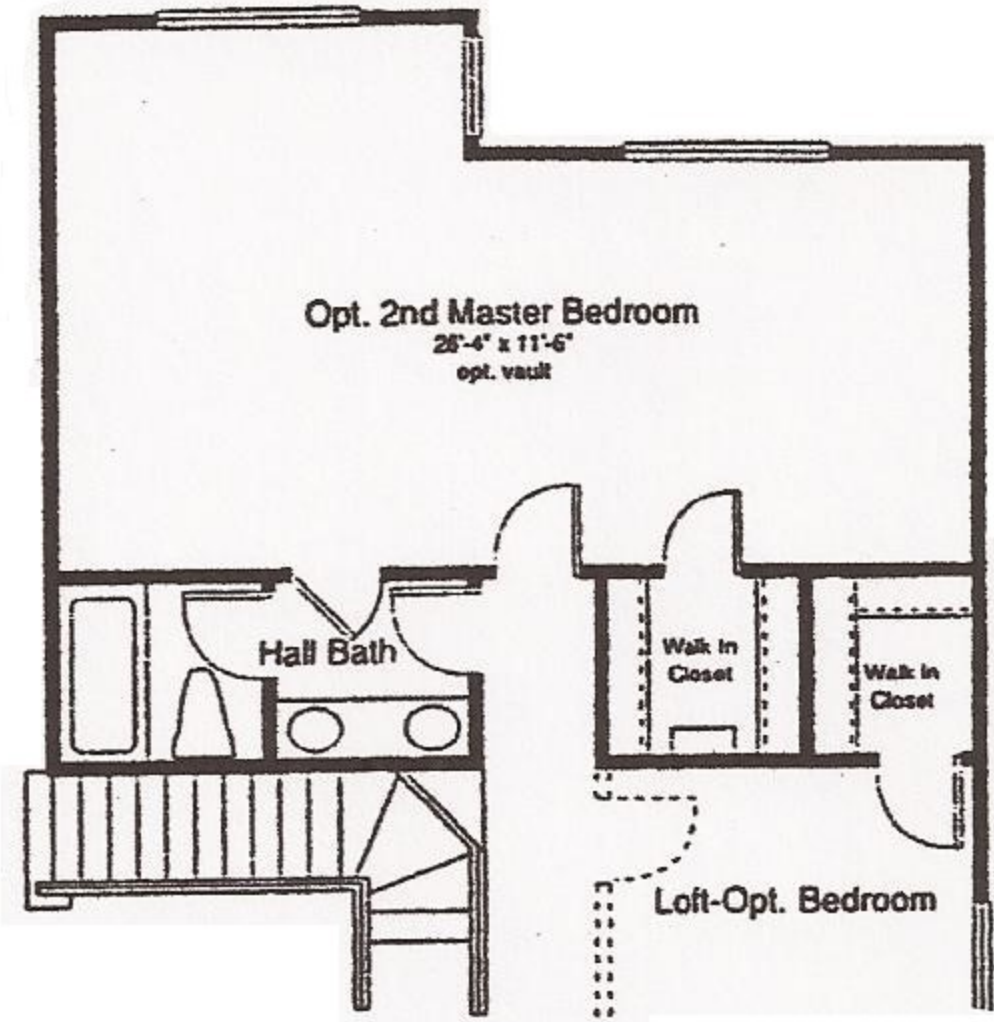 Opt. 2nd Master Bedroom
26'-4" x 11'-6"
opt. vault
Hall Bath
Walk In
Closet
Walk In
Closet
Loft-Opt. Bedroom